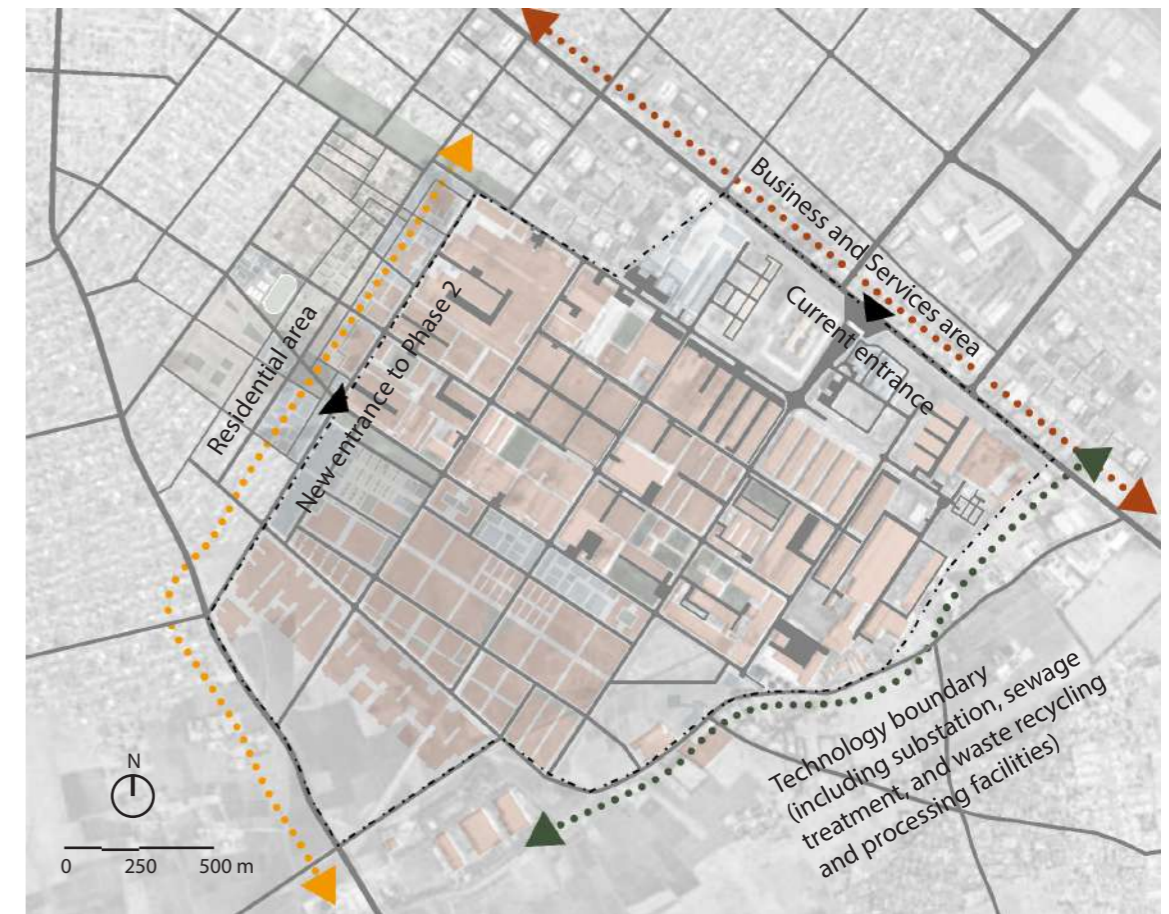 Business and Services area
Current entrance
Residential area
New entrance to Phase 2
Technology boundary
(including substation, sewage
treatment, and waste recycling
and processing facilities)
N
0 250 500 m